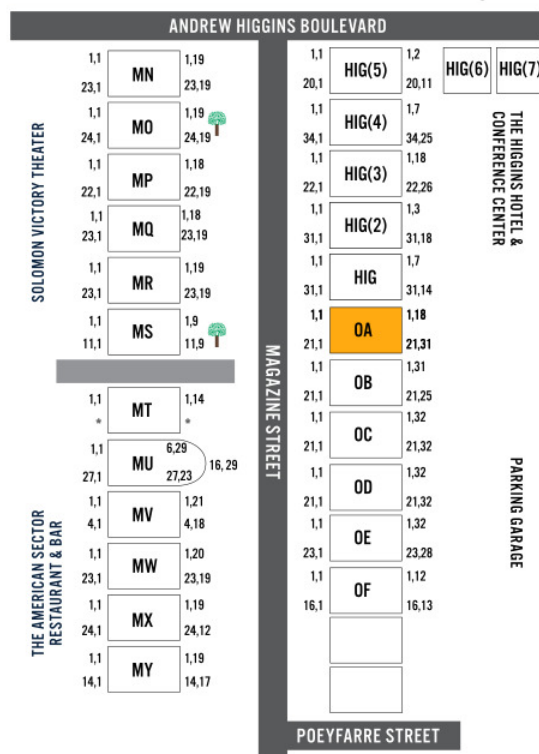 ANDREW HIGGINS BOULEVARD
SOLOMON VICTORY THEATER
1,1 MN 1,19
23,1 23,19
1,1 MO 1,19
24,1 24,19
1,1 MP 1,18
22,1 22,19
1,1 MQ 1,18
23,1 23,19
1,1 MR 1,19
23,1 23,19
1,1 MS 1,9
11,1 11,9
1,1 MT 1,14
* *
THE AMERICAN SECTOR
RESTAURANT & BAR
1,1 MU 6,29
16,29
27,1 27,23
1,1 MV 1,21
4,1 4,18
1,1 MW 1,20
23,1 23,19
1,1 MX 1,19
24,1 24,12
1,1 MY 1,19
14,1 14,17
MAGAZINE STREET
1,1 HIG(5) 1,2
20,1 20,11
HIG(6) HIG(7)
1,1 HIG(4) 1,7
34,1 34,25
1,1 HIG(3) 1,18
22,1 22,26
1,1 HIG(2) 1,3
31,1 31,18
1,1 HIG 1,7
31,1 31,14
1,1 OA 1,18
21,1 21,31
1,1 OB 1,31
21,1 21,25
1,1 OC 1,32
21,1 21,32
1,1 OD 1,32
21,1 21,32
1,1 OE 1,32
23,1 23,28
1,1 OF 1,12
16,1 16,13
THE HIGGINS HOTEL &
CONFERENCE CENTER
PARKING GARAGE
POEYFARRE STREET